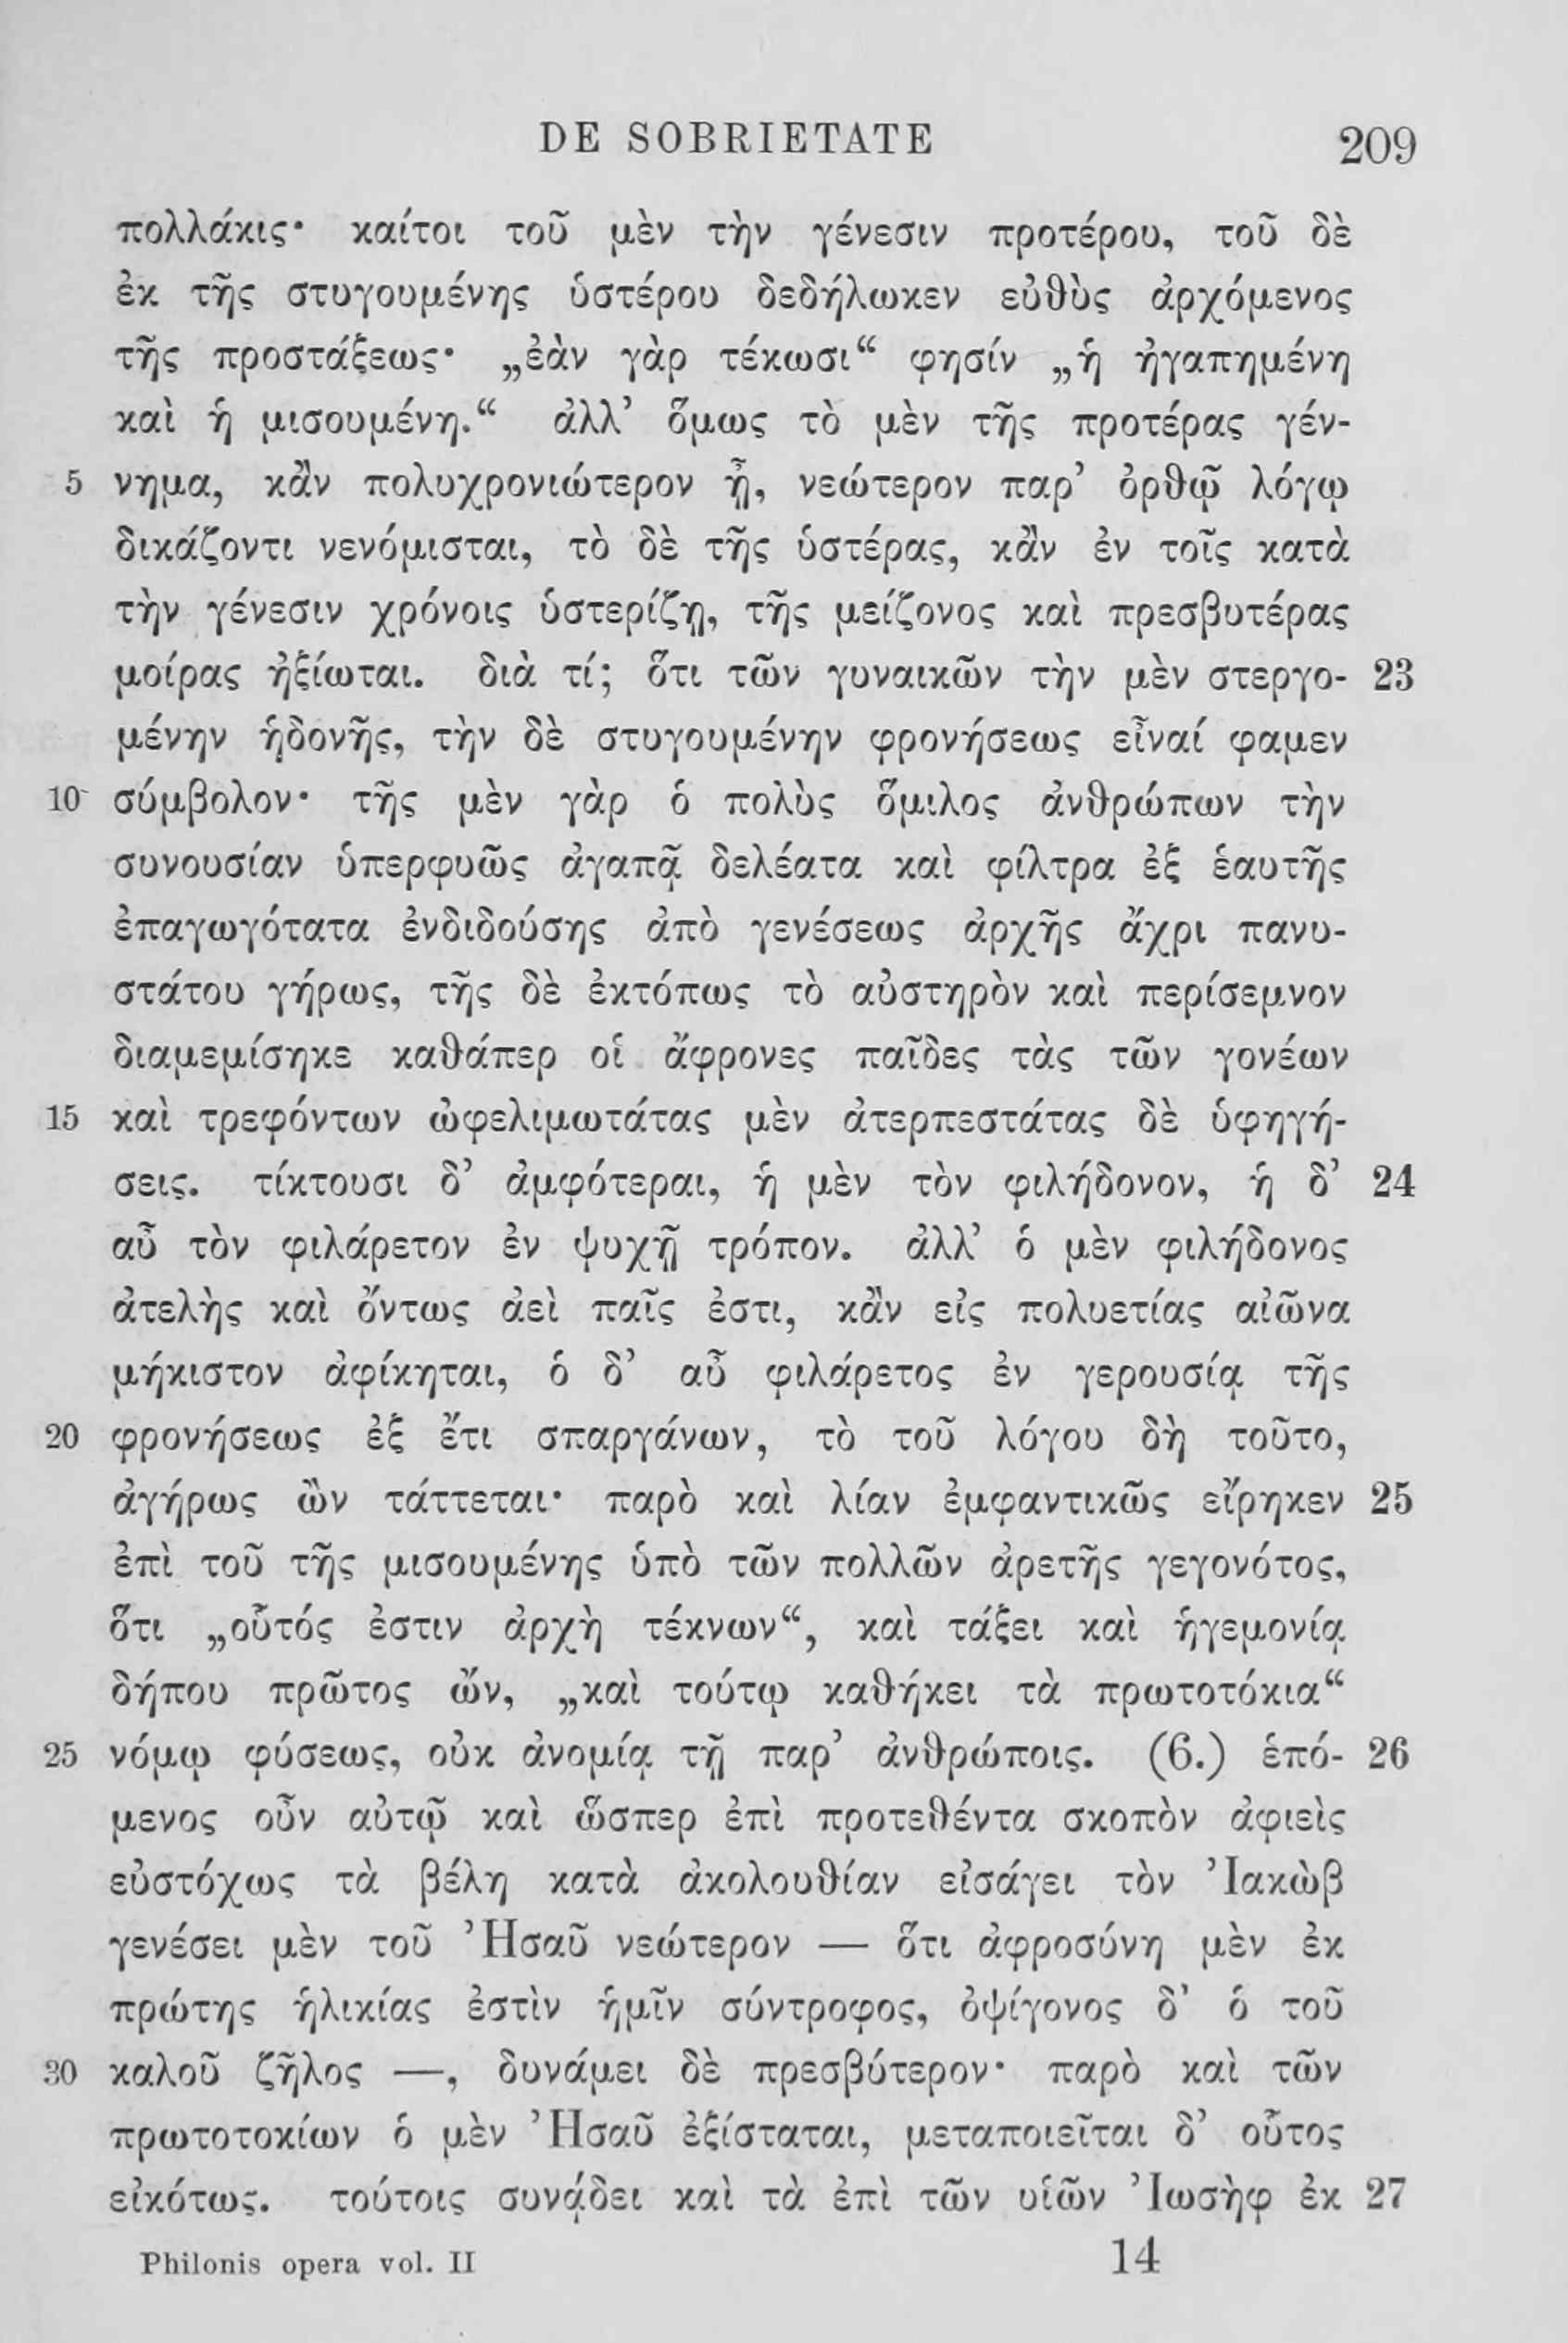 DE SOBRIETATE 209
πολλάκις· καίτοι τοῦ μὲν τὴν γένεσιν προτέρου, τοῦ δὲ
ἐκ τῆς στυγουμένης ὑστέρου δεδήλωκεν εὐθὺς ἀρχόμενος
τῆς προστάξεως· „ἐὰν γὰρ τέκωσι“ φησίν „ἡ ἠγαπημένη
καὶ ἡ μισουμένη.“ ἀλλ’ ὅμως τὸ μὲν τῆς προτέρας γέν-
5 νημα, κἂν πολυχρονιώτερον ᾖ, νεώτερον παρ’ ὀρθῷ λόγῳ
δικάζοντι νενόμισται, τὸ δὲ τῆς ὑστέρας, κἂν ἐν τοῖς κατὰ
τὴν γένεσιν χρόνοις ὑστερίζῃ, τῆς μείζονος καὶ πρεσβυτέρας
μοίρας ἠξίωται. διὰ τί; ὅτι τῶν γυναικῶν τὴν μὲν στεργο- 23
μένην ἡδονῆς, τὴν δὲ στυγουμένην φρονήσεως εἶναί φαμεν
10 σύμβολον· τῆς μὲν γὰρ ὁ πολὺς ὅμιλος ἀνθρώπων τὴν
συνουσίαν ὑπερφυῶς ἀγαπᾷ δελέατα καὶ φίλτρα ἐξ ἑαυτῆς
ἐπαγωγότατα ἐνδιδούσης ἀπὸ γενέσεως ἀρχῆς ἄχρι πανυ-
στάτου γήρως, τῆς δὲ ἐκτόπως τὸ αὐστηρὸν καὶ περίσεμνον
διαμεμίσηκε καθάπερ οἱ ἄφρονες παῖδες τὰς τῶν γονέων
15 καὶ τρεφόντων ὠφελιμωτάτας μὲν ἀτερπεστάτας δὲ ὑφηγή-
σεις. τίκτουσι δ’ ἀμφότεραι, ἡ μὲν τὸν φιλήδονον, ἡ δ’ 24
αὖ τὸν φιλάρετον ἐν ψυχῇ τρόπον. ἀλλ’ ὁ μὲν φιλήδονος
ἀτελὴς καὶ ὄντως ἀεὶ παῖς ἐστι, κἂν εἰς πολυετίας αἰῶνα
μήκιστον ἀφίκηται, ὁ δ’ αὖ φιλάρετος ἐν γερουσίᾳ τῆς
20 φρονήσεως ἐξ ἔτι σπαργάνων, τὸ τοῦ λόγου δὴ τοῦτο,
ἀγήρως ὢν τάττεται· παρὸ καὶ λίαν ἐμφαντικῶς εἴρηκεν 25
ἐπὶ τοῦ τῆς μισουμένης ὑπὸ τῶν πολλῶν ἀρετῆς γεγονότος,
ὅτι „οὗτός ἐστιν ἀρχὴ τέκνων“, καὶ τάξει καὶ ἡγεμονίᾳ
δήπου πρῶτος ὤν, „καὶ τούτῳ καθήκει τὰ πρωτοτόκια“
25 νόμῳ φύσεως, οὐκ ἀνομίᾳ τῇ παρ’ ἀνθρώποις. (6.) ἑπό- 26
μενος οὖν αὐτῷ καὶ ὥσπερ ἐπὶ προτεθέντα σκοπὸν ἀφιεὶς
εὐστόχως τὰ βέλη κατὰ ἀκολουθίαν εἰσάγει τὸν Ἰακὼβ
γενέσει μὲν τοῦ Ἠσαῦ νεώτερον — ὅτι ἀφροσύνη μὲν ἐκ
πρώτης ἡλικίας ἐστὶν ἡμῖν σύντροφος, ὀψίγονος δ’ ὁ τοῦ
30 καλοῦ ζῆλος —, δυνάμει δὲ πρεσβύτερον· παρὸ καὶ τῶν
πρωτοτοκίων ὁ μὲν Ἠσαῦ ἐξίσταται, μεταποιεῖται δ’ οὗτος
εἰκότως. τούτοις συνᾴδει καὶ τὰ ἐπὶ τῶν υἱῶν Ἰωσὴφ ἐκ 27
Philonis opera vol. II 14